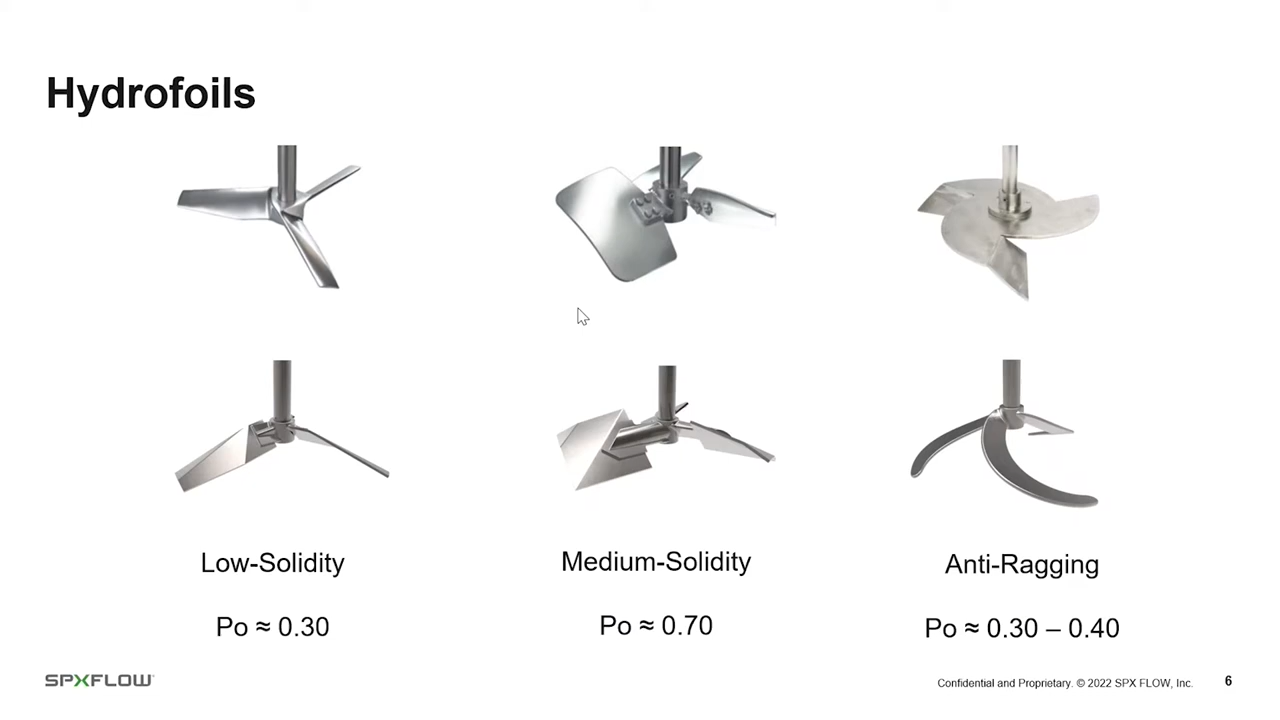 Hydrofoils
Low-Solidity
Medium-Solidity
Anti-Ragging
Po ≈ 0.30
Po ≈ 0.70
Po ≈ 0.30 – 0.40
SPXFLOW
Confidential and Proprietary. © 2022 SPX FLOW, Inc.
6